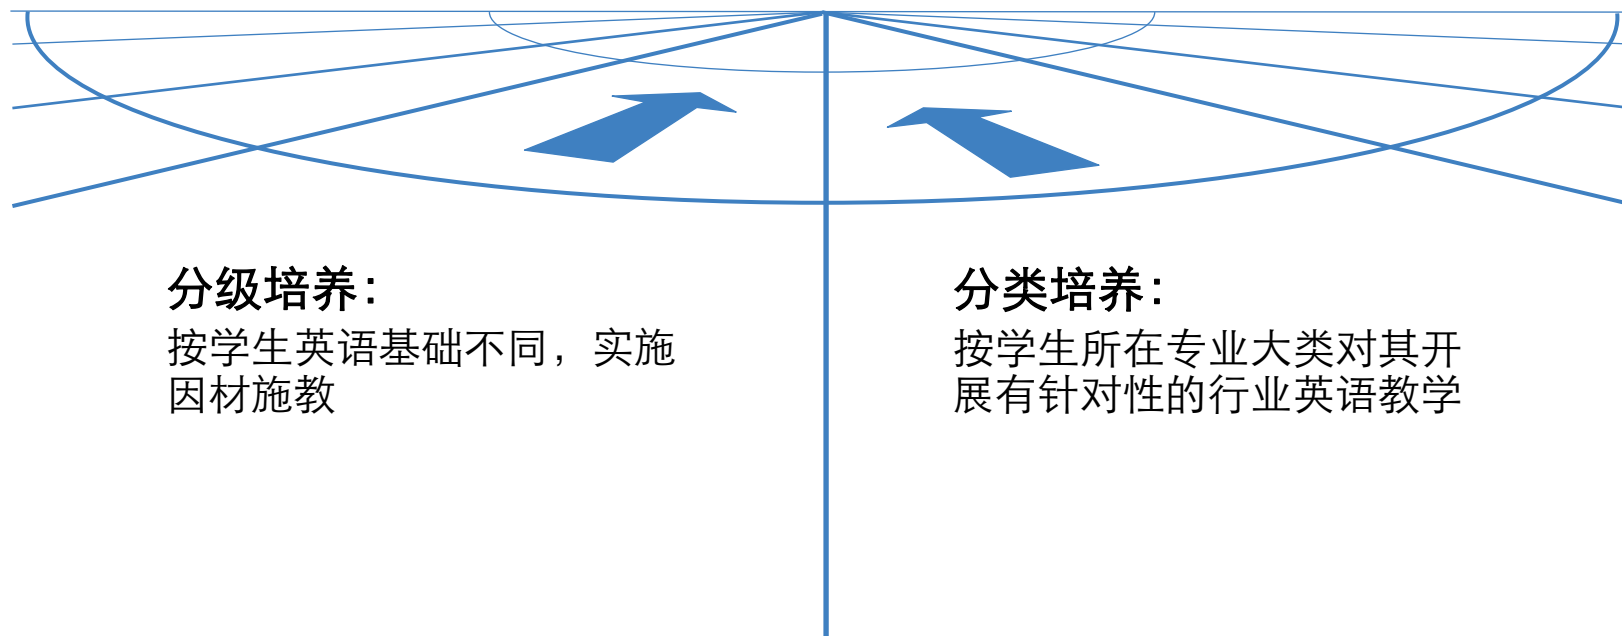 分级培养：
按学生英语基础不同，实施
因材施教
分类培养：
按学生所在专业大类对其开
展有针对性的行业英语教学